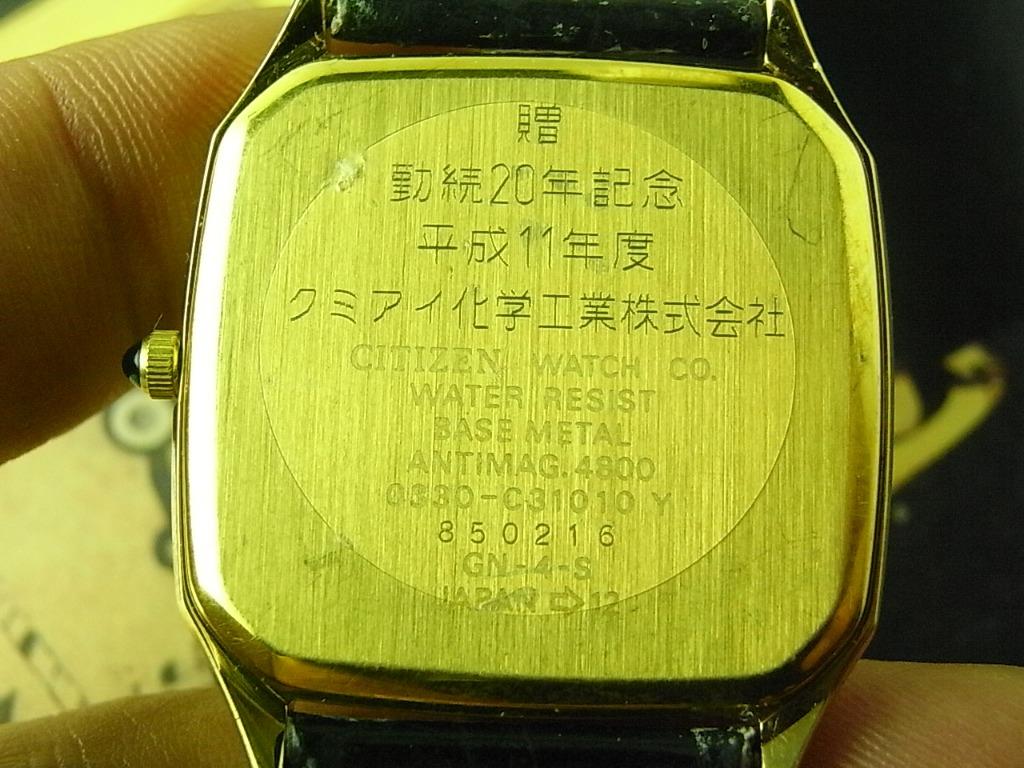 贈
勤続20年記念
平成11年度
クミアイ化学工業株式会社
CITIZEN WATCH CO.
WATER RESIST
BASE METAL
ANTIMAG.4800
0330-C31010 Y
850216
GN-4-S
JAPAN ⇨12